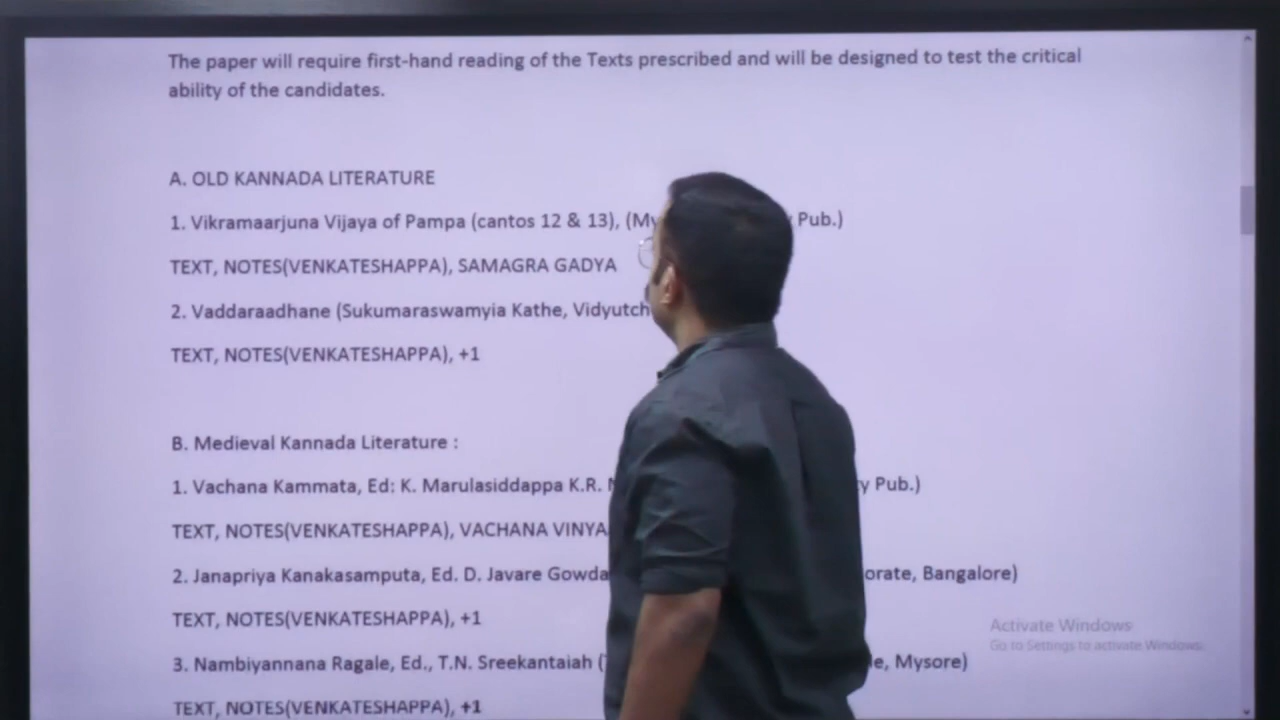 The paper will require first-hand reading of the Texts prescribed and will be designed to test the critical
ability of the candidates.
A. OLD KANNADA LITERATURE
1. Vikramaarjuna Vijaya of Pampa (cantos 12 & 13), (My Pub.)
TEXT, NOTES(VENKATESHAPPA), SAMAGRA GADYA
2. Vaddaraadhane (Sukumaraswamyia Kathe, Vidyutch
TEXT, NOTES(VENKATESHAPPA), +1
B. Medieval Kannada Literature :
1. Vachana Kammata, Ed: K. Marulasiddappa K.R. y Pub.)
TEXT, NOTES(VENKATESHAPPA), VACHANA VINYA
2. Janapriya Kanakasamputa, Ed. D. Javare Gowda orate, Bangalore)
TEXT, NOTES(VENKATESHAPPA), +1
3. Nambiyannana Ragale, Ed., T.N. Sreekantaiah ( le, Mysore)
TEXT, NOTES(VENKATESHAPPA), +1
Activate Windows
Go to Settings to activate Windows.